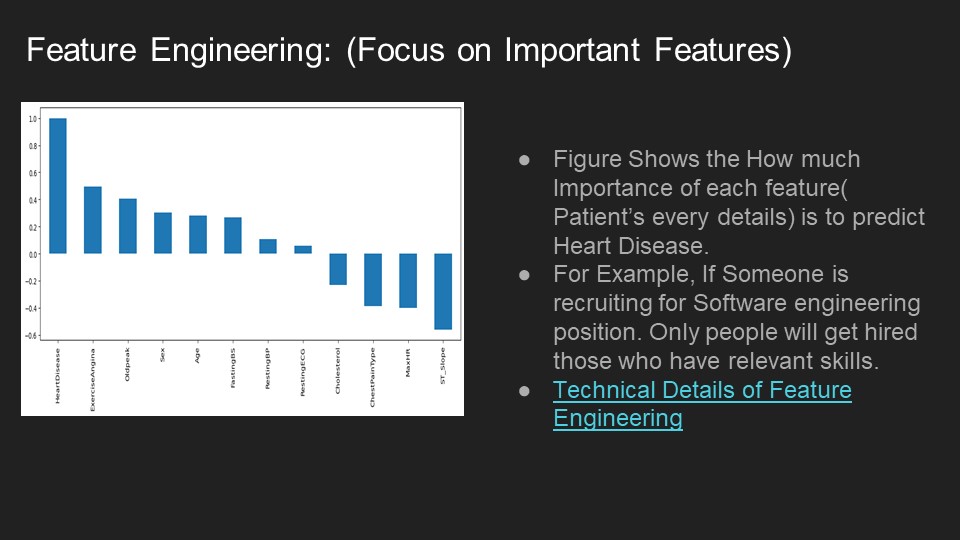 Feature Engineering: (Focus on Important Features)
1.0
0.8
0.6
0.4
0.2
0.0
−0.2
−0.4
−0.6
HeartDisease
ExerciseAngina
Oldpeak
Sex
Age
FastingBS
RestingBP
RestingECG
Cholesterol
ChestPainType
MaxHR
ST_Slope
● Figure Shows the How much
Importance of each feature(
Patient’s every details) is to predict
Heart Disease.
● For Example, If Someone is
recruiting for Software engineering
position. Only people will get hired
those who have relevant skills.
● Technical Details of Feature
Engineering